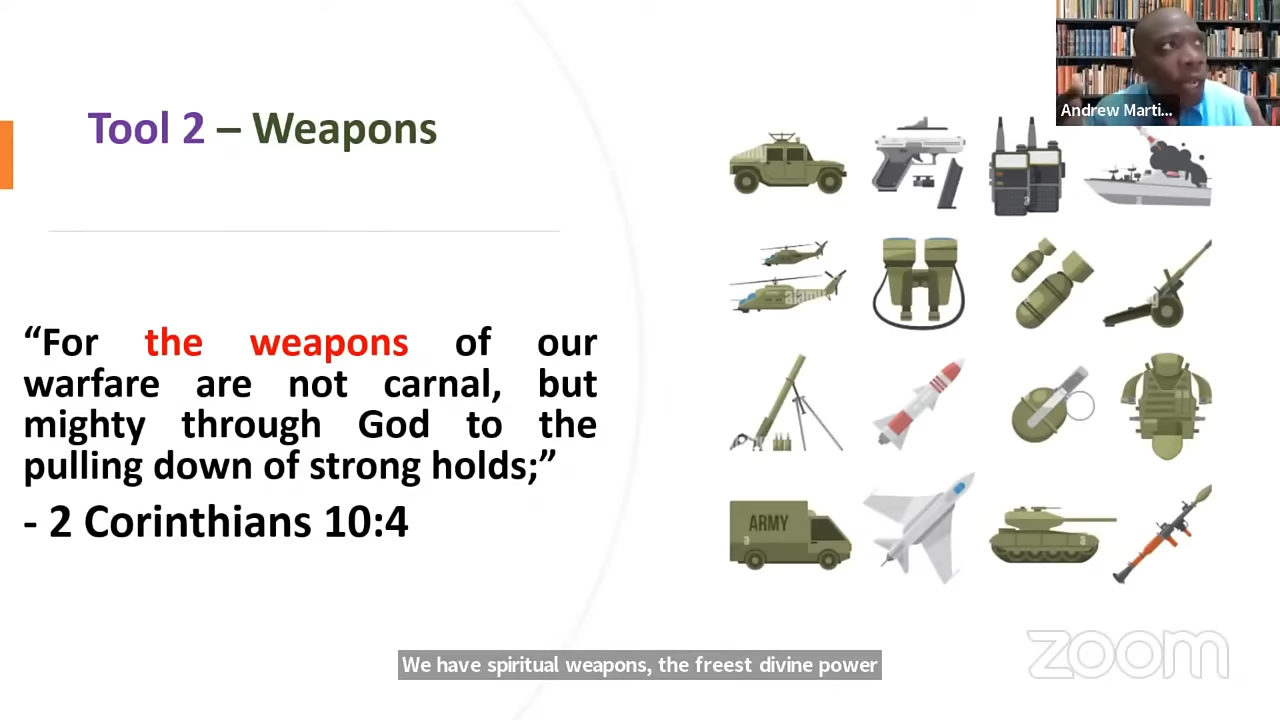 Andrew Marti...
Tool 2 – Weapons
“For the weapons of our
warfare are not carnal, but
mighty through God to the
pulling down of strong holds;”
- 2 Corinthians 10:4
alamy
ARMY
a
a
We have spiritual weapons, the freest divine power
zoom